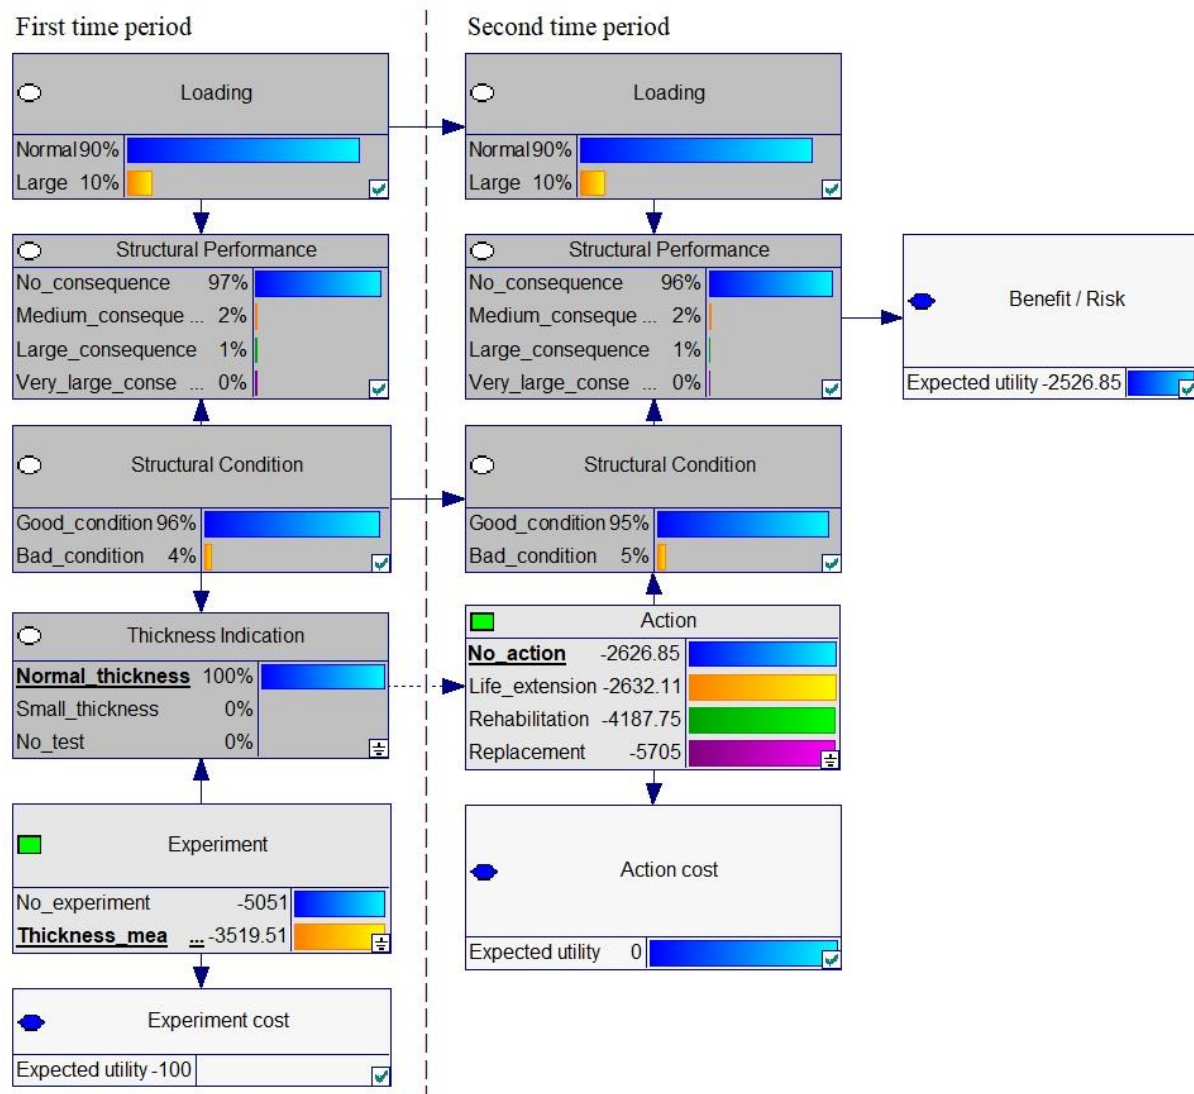 First time period
Loading
Normal 90%
Large 10%
Structural Performance
No_consequence 97%
Medium_conseque ... 2%
Large_consequence 1%
Very_large_conse ... 0%
Structural Condition
Good_condition 96%
Bad_condition 4%
Thickness Indication
Normal_thickness 100%
Small_thickness 0%
No_test 0%
Experiment
No_experiment -5051
Thickness_mea ... -3519.51
Experiment cost
Expected utility -100
Second time period
Loading
Normal 90%
Large 10%
Structural Performance
No_consequence 96%
Medium_conseque ... 2%
Large_consequence 1%
Very_large_conse ... 0%
Structural Condition
Good_condition 95%
Bad_condition 5%
Action
No_action -2626.85
Life_extension -2632.11
Rehabilitation -4187.75
Replacement -5705
Action cost
Expected utility 0
Benefit / Risk
Expected utility -2526.85